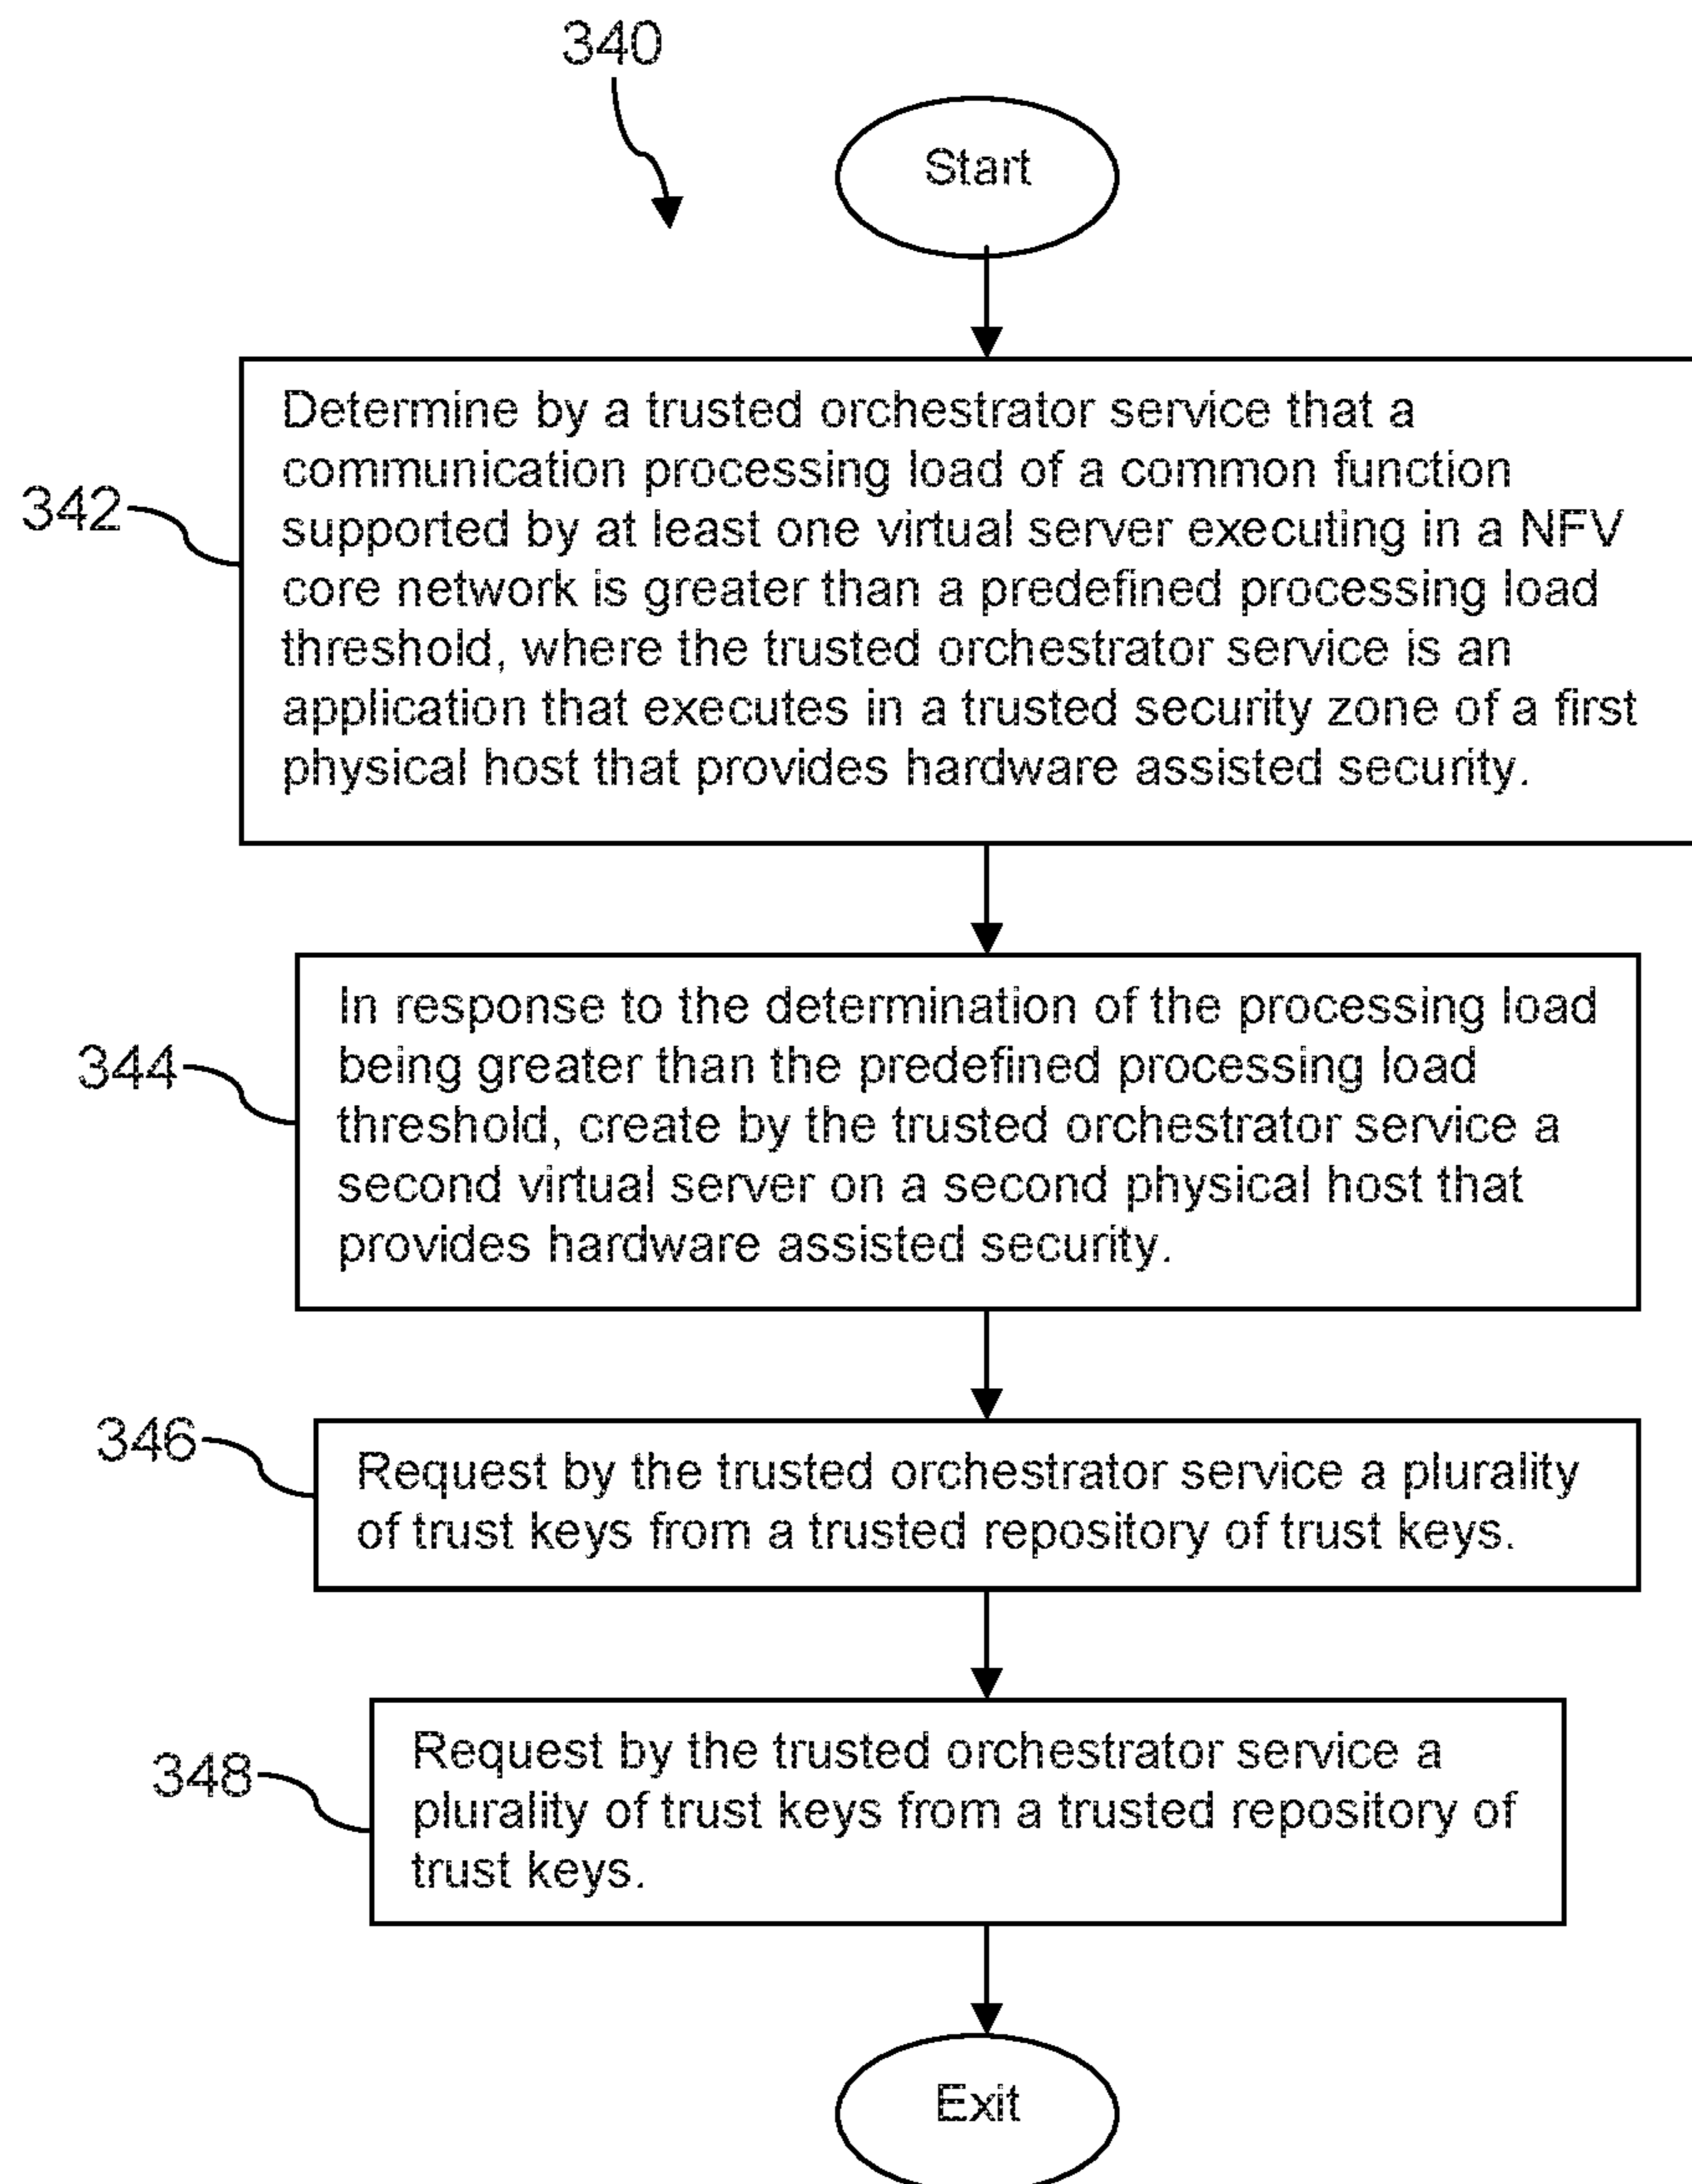 340
Start
342
Determine by a trusted orchestrator service that a
communication processing load of a common function
supported by at least one virtual server executing in a NFV
core network is greater than a predefined processing load
threshold, where the trusted orchestrator service is an
application that executes in a trusted security zone of a first
physical host that provides hardware assisted security.
344
In response to the determination of the processing load
being greater than the predefined processing load
threshold, create by the trusted orchestrator service a
second virtual server on a second physical host that
provides hardware assisted security.
346
Request by the trusted orchestrator service a plurality
of trust keys from a trusted repository of trust keys.
348
Request by the trusted orchestrator service a
plurality of trust keys from a trusted repository of
trust keys.
Exit